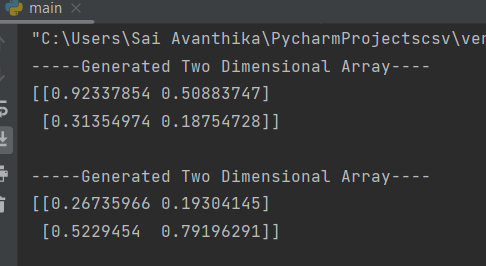 main
"C:\Users\Sai Avanthika\PycharmProjectscsv\ver
-----Generated Two Dimensional Array----
[[0.92337854 0.50883747]
 [0.31354974 0.18754728]]
-----Generated Two Dimensional Array----
[[0.26735966 0.19304145]
 [0.5229454  0.79196291]]